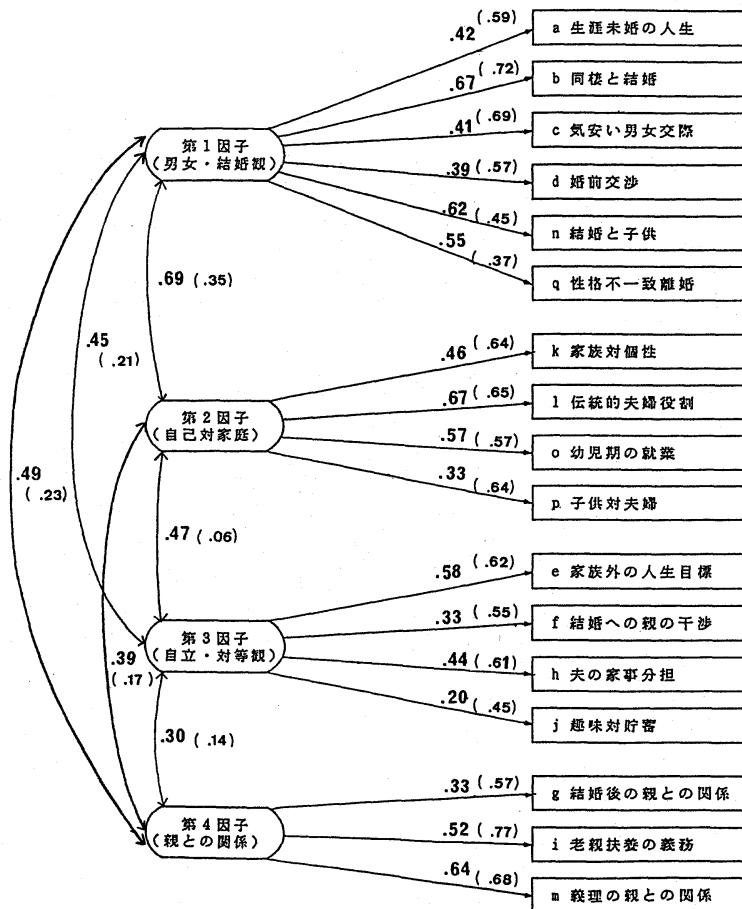 .42 (.59)
a 生涯未婚の人生
.67 (.72)
b 同棲と結婚
.41 (.69)
c 気安い男女交際
第1因子
(男女・結婚観)
.39 (.57)
d 婚前交渉
.62 (.45)
n 結婚と子供
.55 (.37)
q 性格不一致離婚
.69 (.35)
.45
(.21)
.46 (.64)
k 家族対個性
.67 (.65)
l 伝統的夫婦役割
第2因子
(自己対家庭)
.57 (.57)
o 幼児期の就業
.33 (.64)
p 子供対夫婦
.49
(.23)
.47 (.06)
.58 (.62)
e 家族外の人生目標
.33 (.55)
f 結婚への親の干渉
第3因子
(自立・対等観)
.44 (.61)
h 夫の家事分担
.39
(.17)
.20 (.45)
j 趣味対貯蓄
.30 (.14)
.33 (.57)
g 結婚後の親との関係
第4因子
(親との関係)
.52 (.77)
i 老親扶養の義務
.64 (.68)
m 義理の親との関係